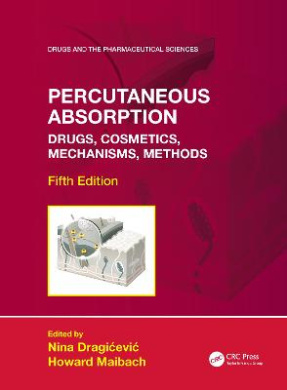 DRUGS AND THE PHARMACEUTICAL SCIENCES
PERCUTANEOUS
ABSORPTION
DRUGS, COSMETICS,
MECHANISMS, METHODS
Fifth Edition
Edited by
Nina Dragićević
Howard Maibach
CRC
CRC Press